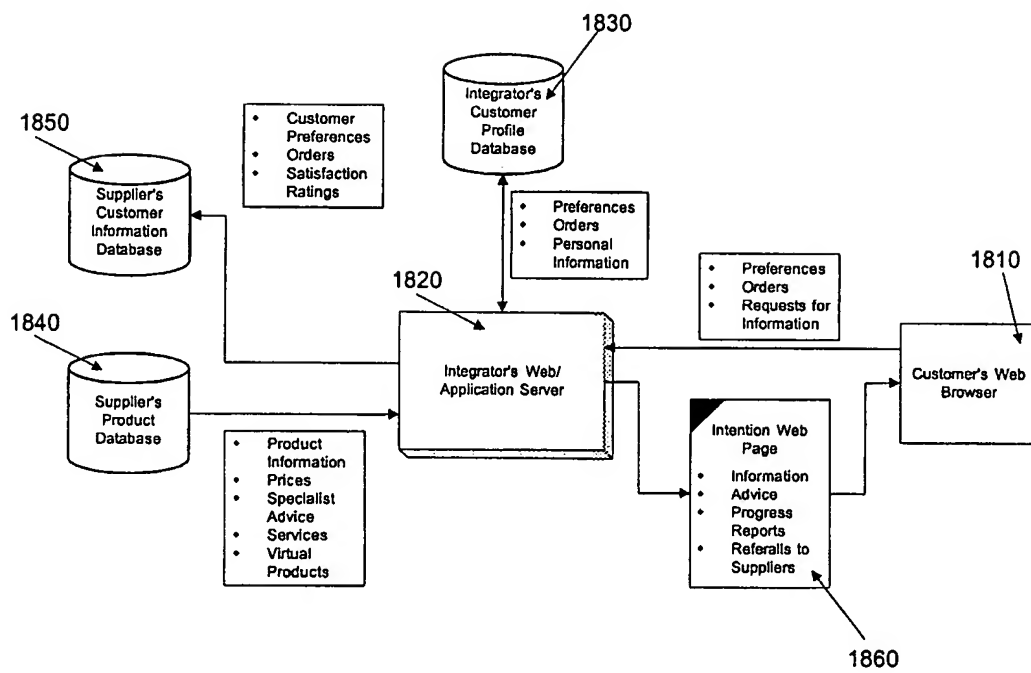 1830
Integrator's
Customer
Profile
Database
1850
Supplier's
Customer
Information
Database
• Customer
Preferences
• Orders
• Satisfaction
Ratings
• Preferences
• Orders
• Personal
Information
1820
Integrator's Web/
Application Server
• Preferences
• Orders
• Requests for
Information
1810
Customer's Web
Browser
1840
Supplier's
Product
Database
• Product
Information
• Prices
• Specialist
Advice
• Services
• Virtual
Products
Intention Web
Page
• Information
• Advice
• Progress
Reports
• Referalls to
Suppliers
1860